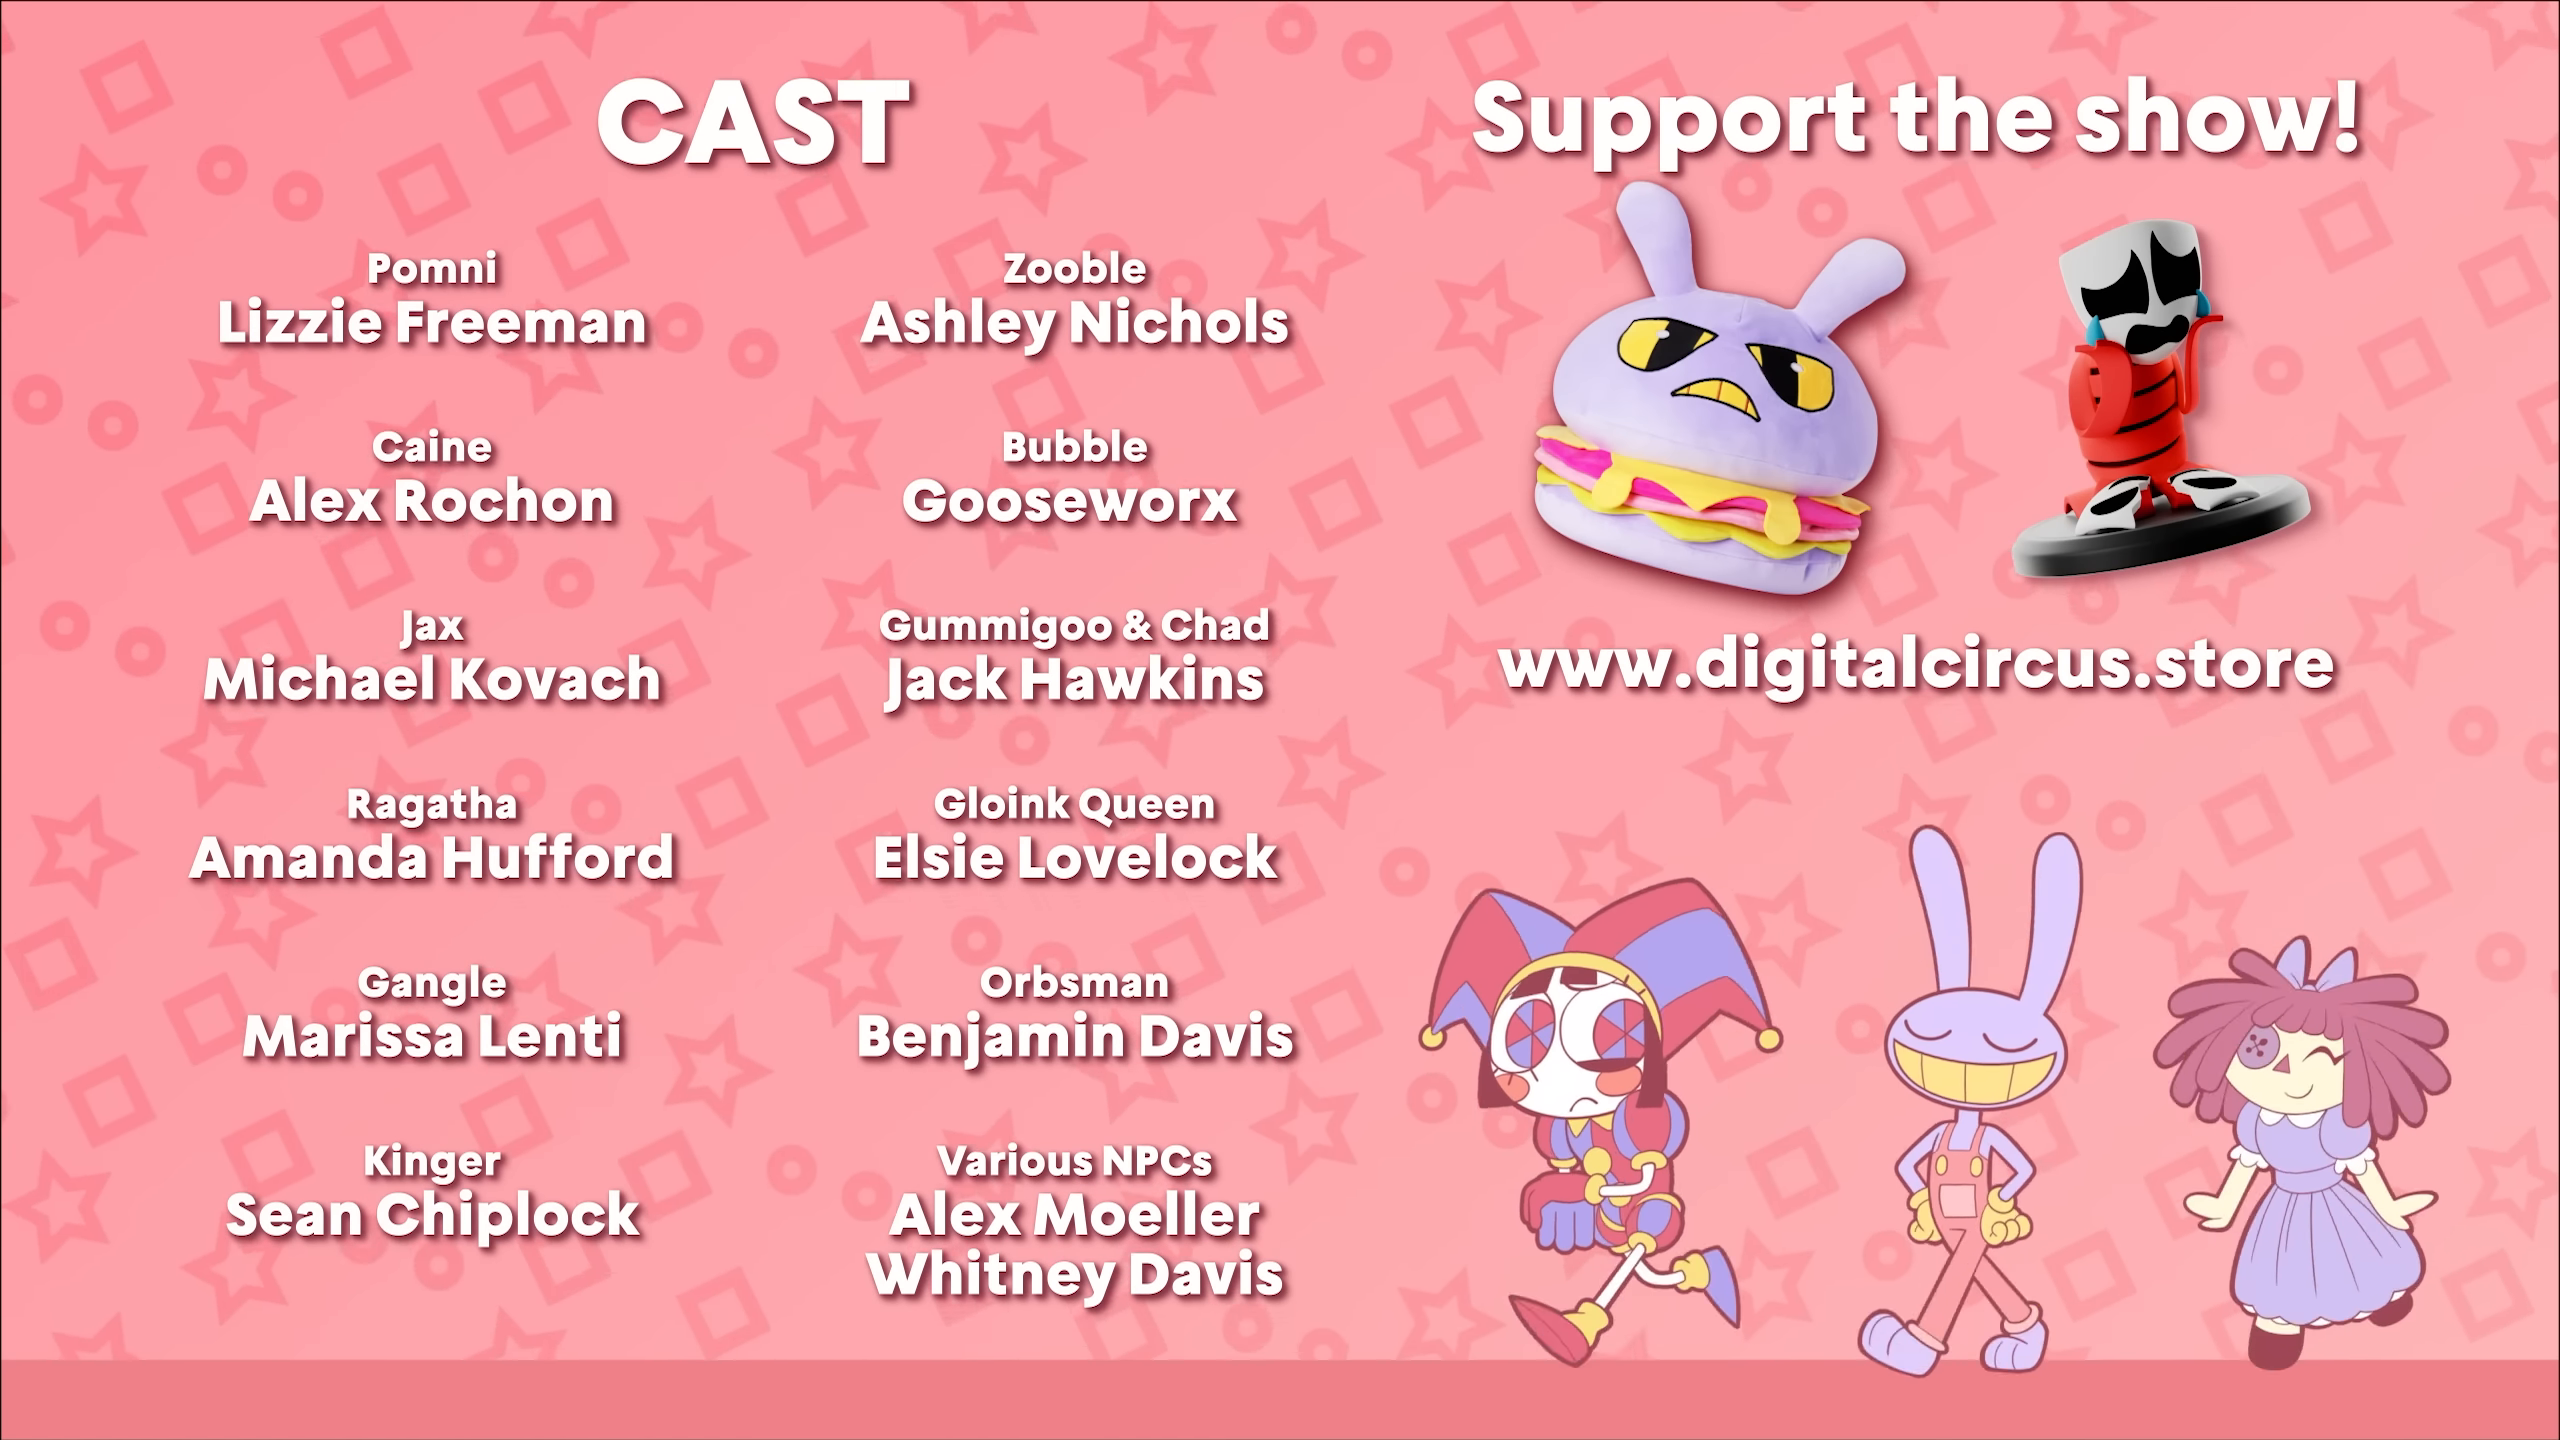 CAST
Pomni
Lizzie Freeman
Caine
Alex Rochon
Jax
Michael Kovach
Ragatha
Amanda Hufford
Gangle
Marissa Lenti
Kinger
Sean Chiplock
Zooble
Ashley Nichols
Bubble
Gooseworx
Gummigoo & Chad
Jack Hawkins
Gloink Queen
Elsie Lovelock
Orbsman
Benjamin Davis
Various NPCs
Alex Moeller
Whitney Davis
Support the show!
www.digitalcircus.store